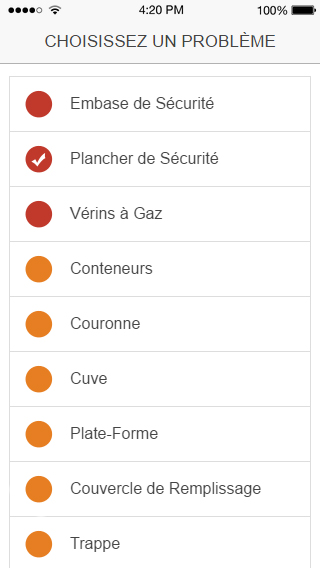 4:20 PM
100%
CHOISISSEZ UN PROBLÈME
Embase de Sécurité
Plancher de Sécurité
Vérins à Gaz
Conteneurs
Couronne
Cuve
Plate-Forme
Couvercle de Remplissage
Trappe